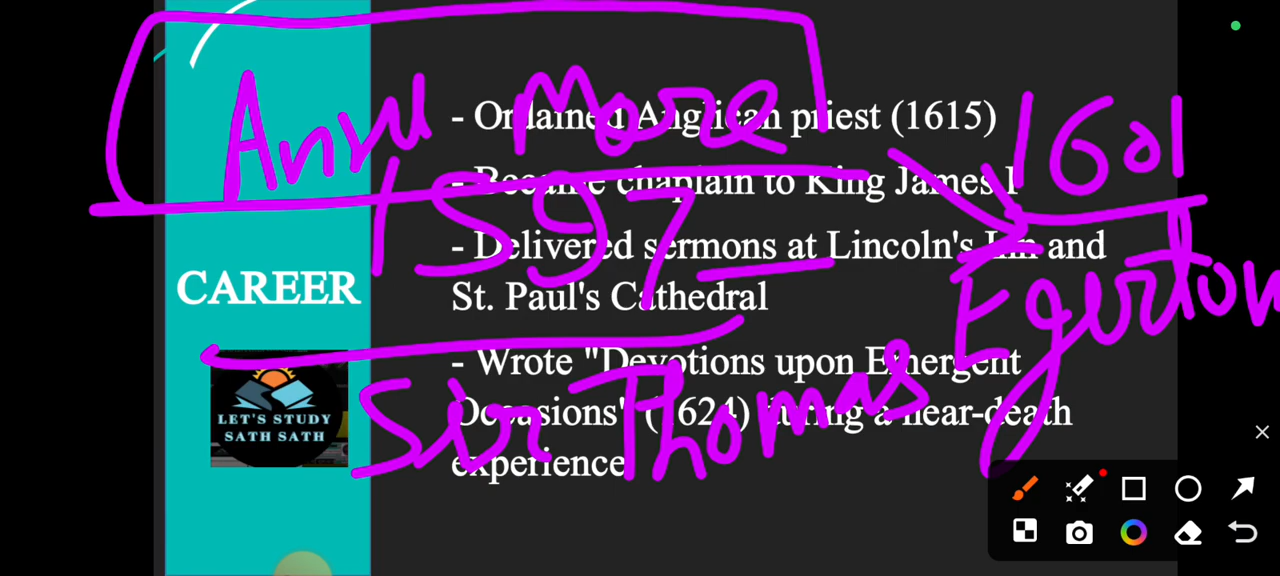 Annu More
1601
- Ordained Anglican priest (1615)
- Became chaplain to King James I
1597
- Delivered sermons at Lincoln's Inn and
St. Paul's Cathedral
CAREER
Egerton
- Wrote "Devotions upon Emergent
Occasions" (1624) during a near-death
experience
Sir Thomas
LET'S STUDY
SATH SATH